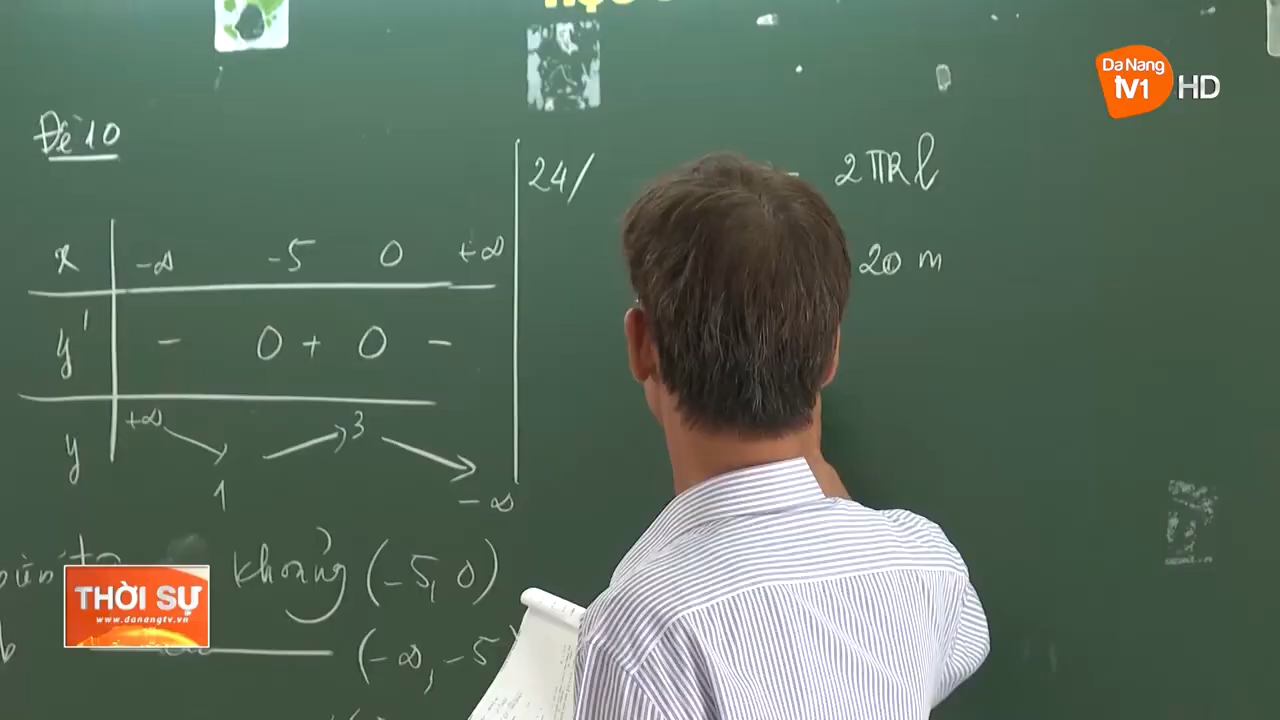 Da Nang
TV1 HD
Đề 10
24/
2πRl
x -∞ -5 0 +∞
20 m
y' - 0 + 0 -
y +∞ 3
1 -∞
khoảng (-5, 0)
(-∞, -5
THỜI SỰ
www.danangtv.vn